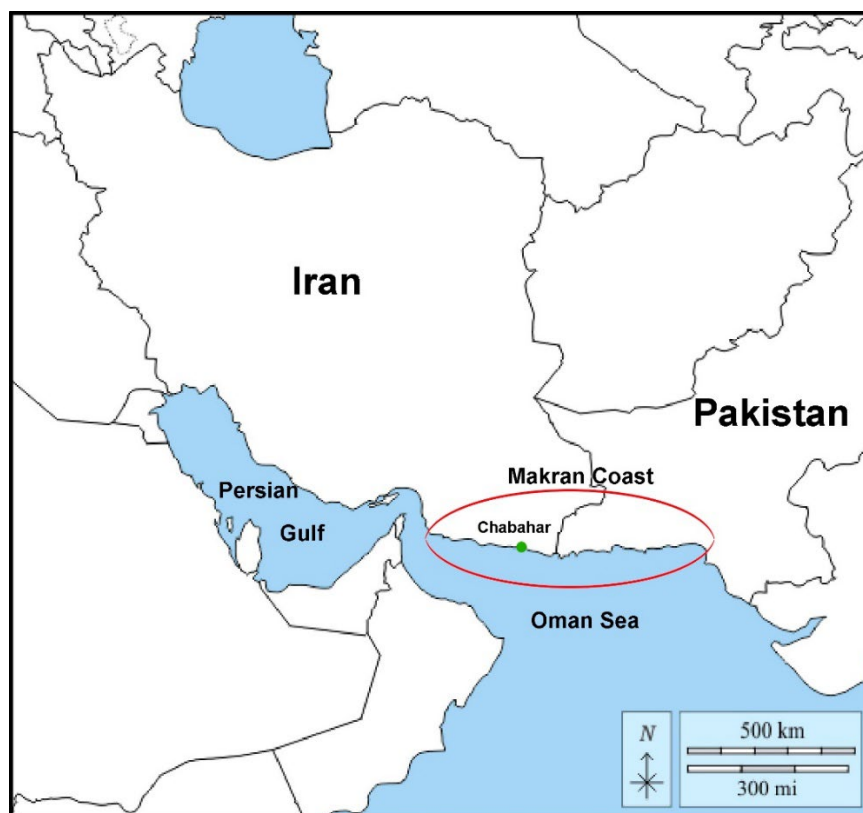 Iran
Pakistan
Makran Coast
Persian
Gulf
Chabahar
Oman Sea
N
500 km
300 mi